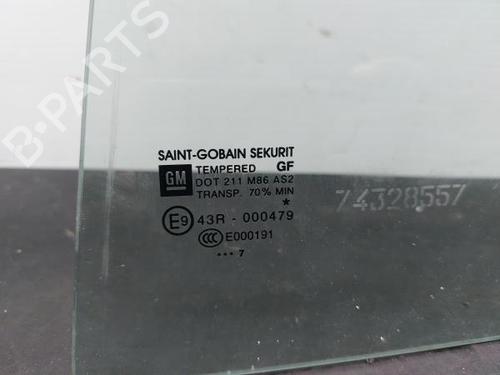 SAINT-GOBAIN SEKURIT
GM TEMPERED GF
DOT 211 M86 AS2
TRANSP. 70% MIN
*
E9 43R - 000479
CCC E000191
••• 7
74328557
B-PARTS